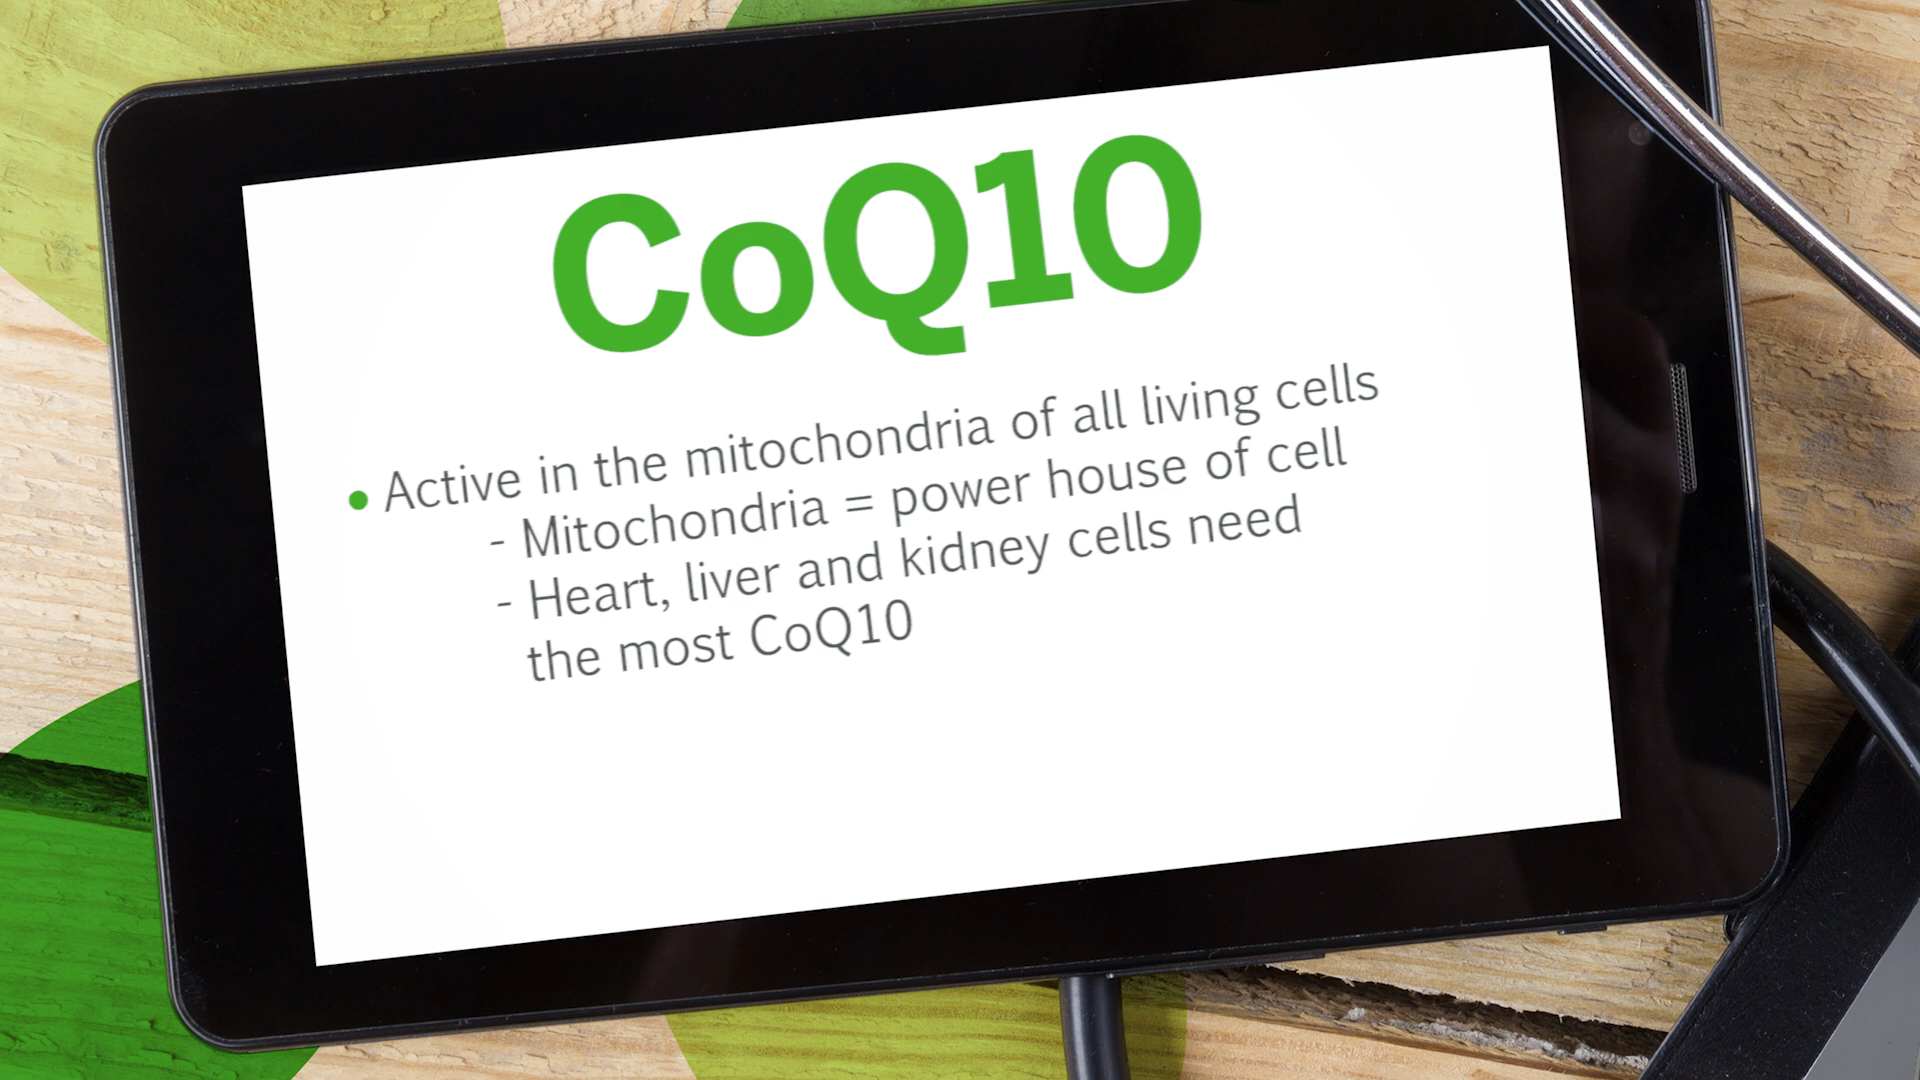 CoQ10
• Active in the mitochondria of all living cells
- Mitochondria = power house of cell
- Heart, liver and kidney cells need
the most CoQ10